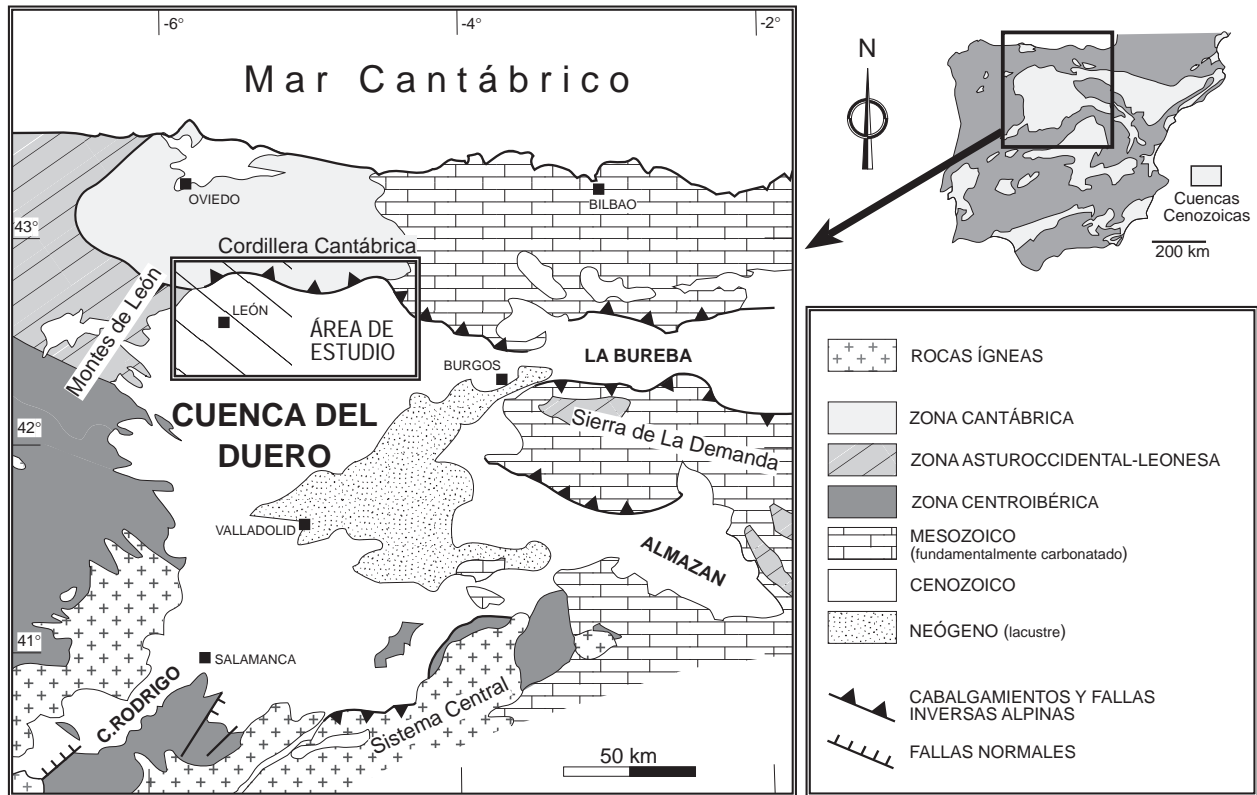 -6°
-4°
-2°
Mar Cantábrico
OVIEDO
BILBAO
43°
Cordillera Cantábrica
Montes de León
LEÓN
ÁREA DE
ESTUDIO
BURGOS
LA BUREBA
42°
CUENCA DEL
DUERO
Sierra de La Demanda
VALLADOLID
ALMAZAN
41°
SALAMANCA
C.RODRIGO
Sistema Central
50 km
N
Cuencas
Cenozoicas
200 km
ROCAS ÍGNEAS
ZONA CANTÁBRICA
ZONA ASTUROCCIDENTAL-LEONESA
ZONA CENTROIBÉRICA
MESOZOICO
(fundamentalmente carbonatado)
CENOZOICO
NEÓGENO (lacustre)
CABALGAMIENTOS Y FALLAS
INVERSAS ALPINAS
FALLAS NORMALES